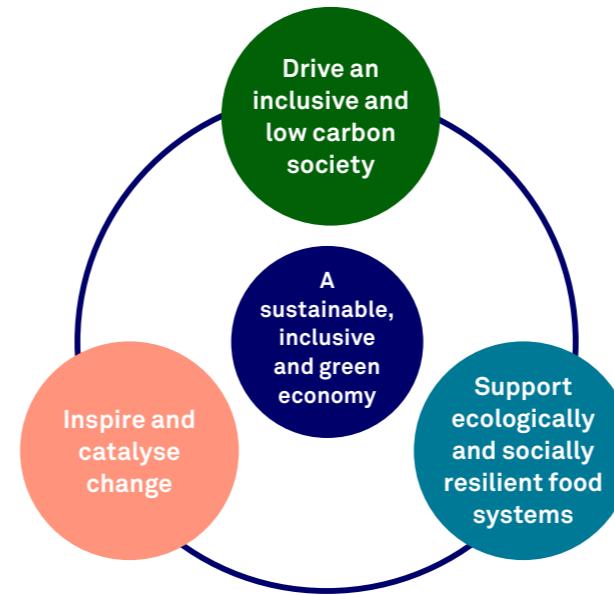 Drive an
inclusive and
low carbon
society
A
sustainable,
inclusive
and green
economy
Inspire and
catalyse
change
Support
ecologically
and socially
resilient food
systems